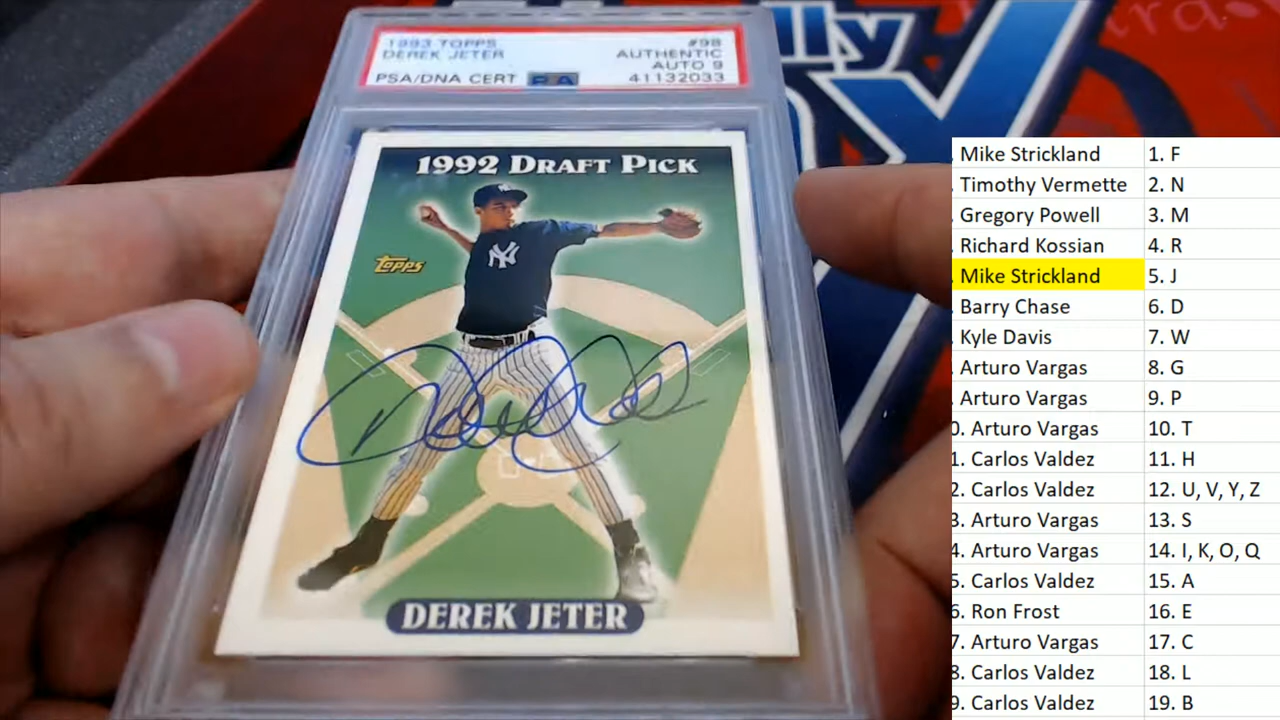 1993 TOPPS #98
DEREK JETER AUTHENTIC
AUTO 9
PSA/DNA CERT 41132033
1992 DRAFT PICK
TOPPS
NY
DEREK JETER
Mike Strickland 1. F
Timothy Vermette 2. N
Gregory Powell 3. M
Richard Kossian 4. R
Mike Strickland 5. J
Barry Chase 6. D
Kyle Davis 7. W
Arturo Vargas 8. G
Arturo Vargas 9. P
0. Arturo Vargas 10. T
1. Carlos Valdez 11. H
2. Carlos Valdez 12. U, V, Y, Z
3. Arturo Vargas 13. S
4. Arturo Vargas 14. I, K, O, Q
5. Carlos Valdez 15. A
6. Ron Frost 16. E
7. Arturo Vargas 17. C
8. Carlos Valdez 18. L
9. Carlos Valdez 19. B